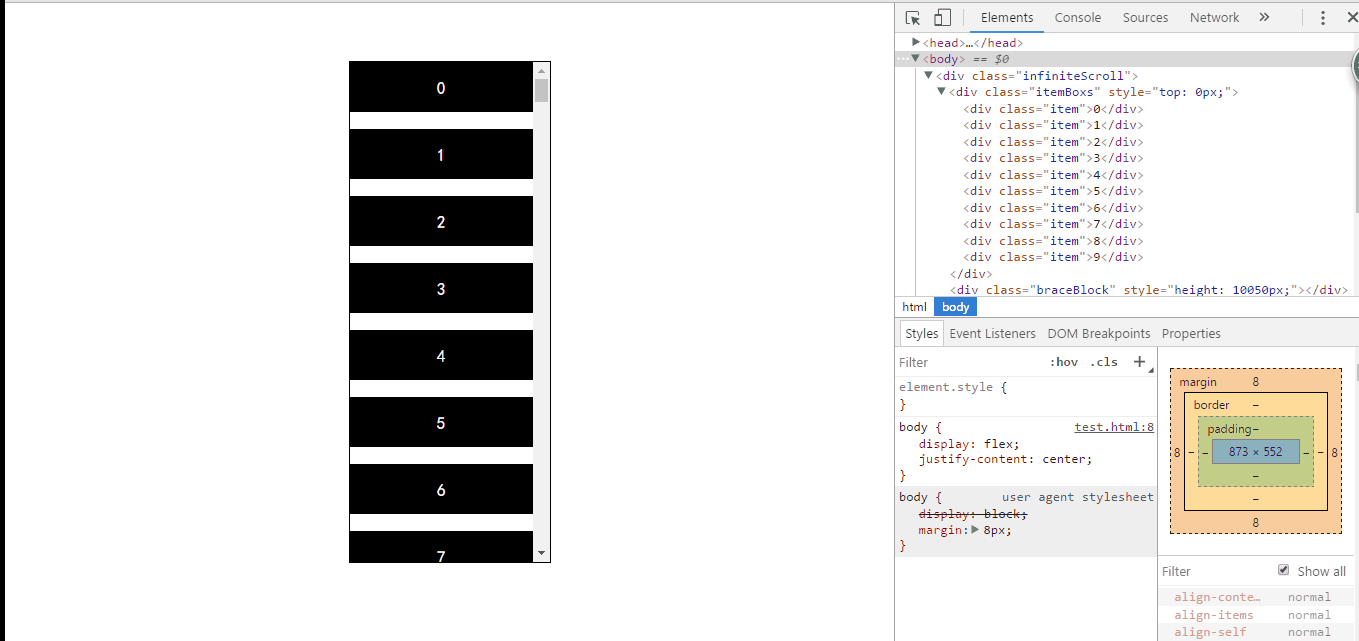 0
1
2
3
4
5
6
7
Elements Console Sources Network »
▶<head>…</head>
…▼<body> == $0
▼<div class="infiniteScroll">
▼<div class="itemBoxs" style="top: 0px;">
<div class="item">0</div>
<div class="item">1</div>
<div class="item">2</div>
<div class="item">3</div>
<div class="item">4</div>
<div class="item">5</div>
<div class="item">6</div>
<div class="item">7</div>
<div class="item">8</div>
<div class="item">9</div>
</div>
<div class="braceBlock" style="height: 10050px;"></div>
html body
Styles Event Listeners DOM Breakpoints Properties
Filter :hov .cls +
element.style {
}
body { test.html:8
display: flex;
justify-content: center;
}
body { user agent stylesheet
display: block;
margin:▶ 8px;
}
margin 8
border –
padding–
8 – – 873 × 552 – – 8
–
–
8
Filter Show all
align-conte… normal
align-items normal
align-self normal